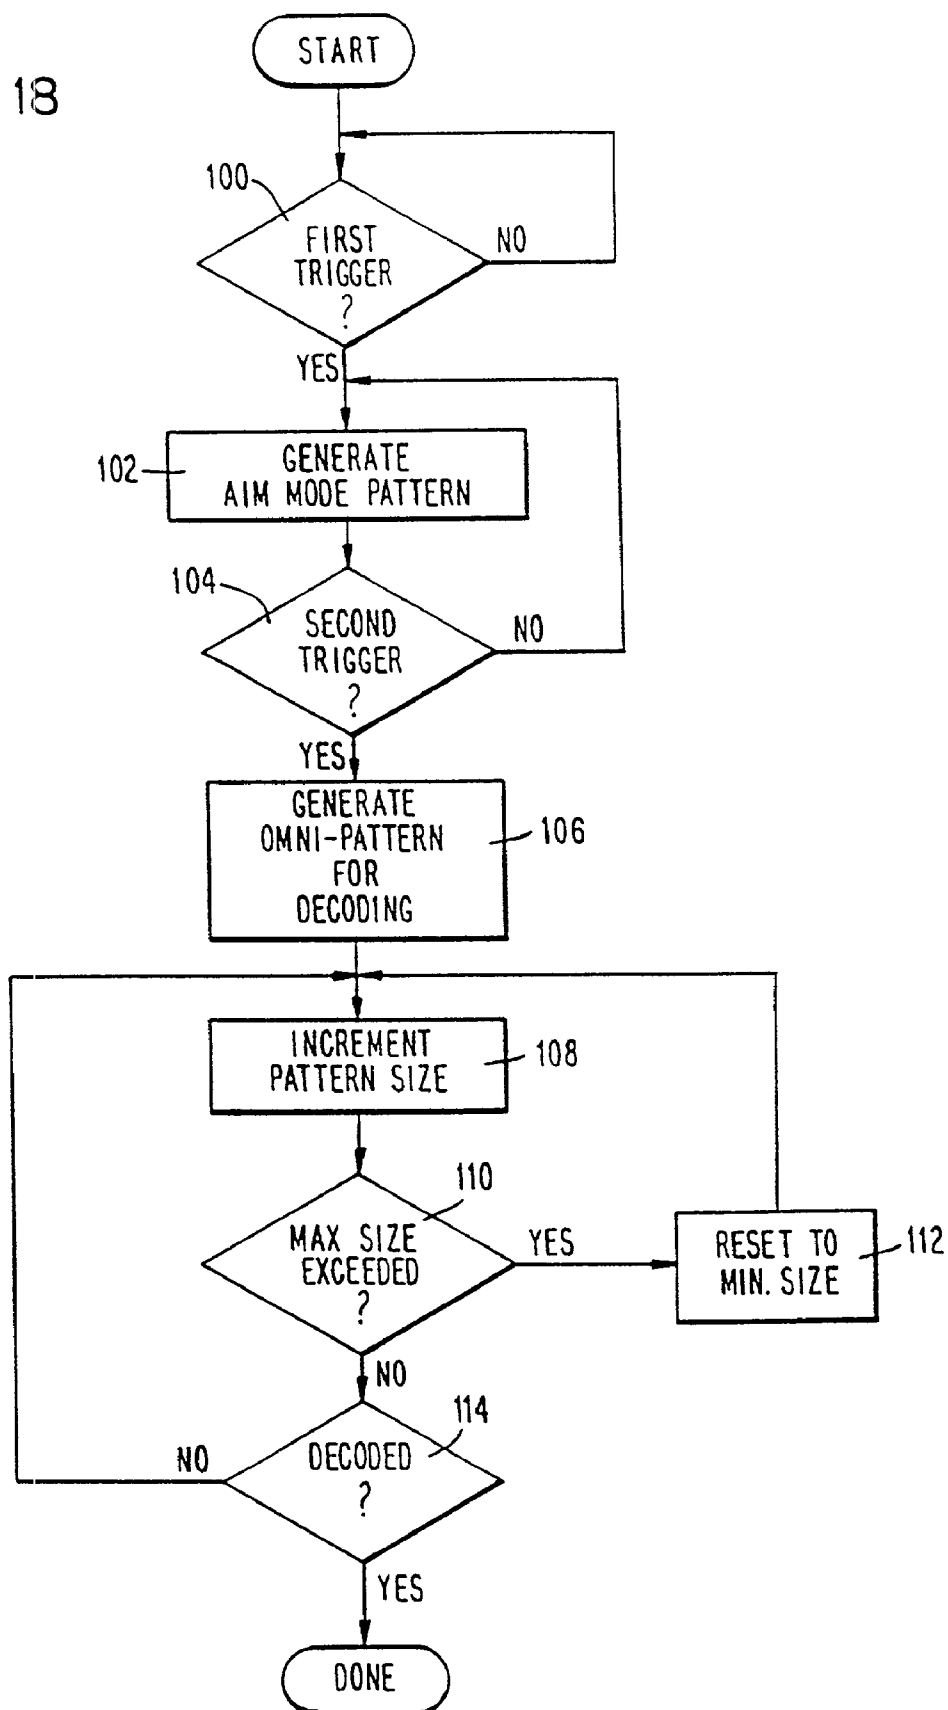 START
18
100
FIRST
TRIGGER
?
NO
YES
102
GENERATE
AIM MODE PATTERN
104
SECOND
TRIGGER
?
NO
YES
GENERATE
OMNI-PATTERN
FOR
DECODING
106
INCREMENT
PATTERN SIZE
108
110
MAX SIZE
EXCEEDED
?
YES
RESET TO
MIN. SIZE
112
NO
114
DECODED
?
NO
YES
DONE